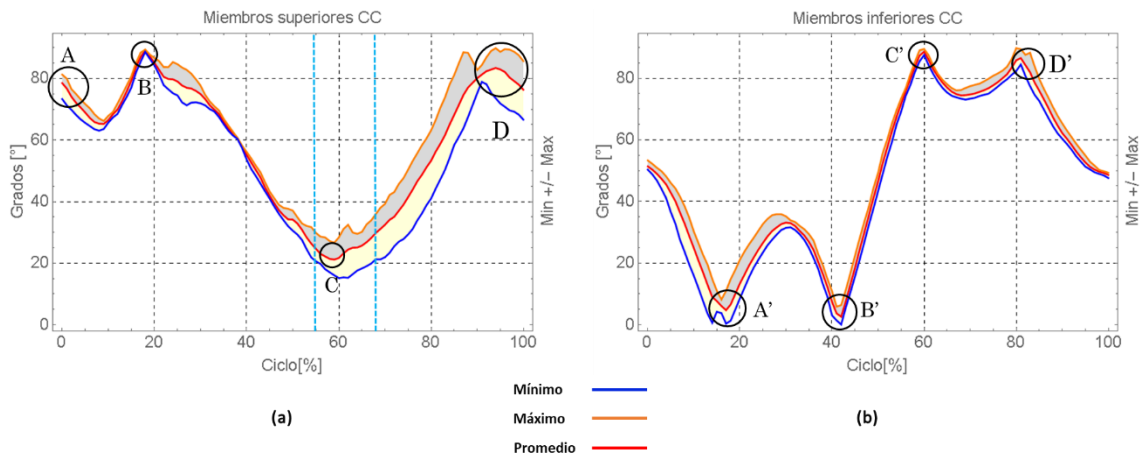 Miembros superiores CC
Grados [°]
80
60
40
20
0
0 20 40 60 80 100
Ciclo[%]
Min +/− Max
A
B
C
D
(a)
Miembros inferiores CC
Grados [°]
80
60
40
20
0
0 20 40 60 80 100
Ciclo[%]
Min +/− Max
A’
B’
C’
D’
(b)
Mínimo
Máximo
Promedio